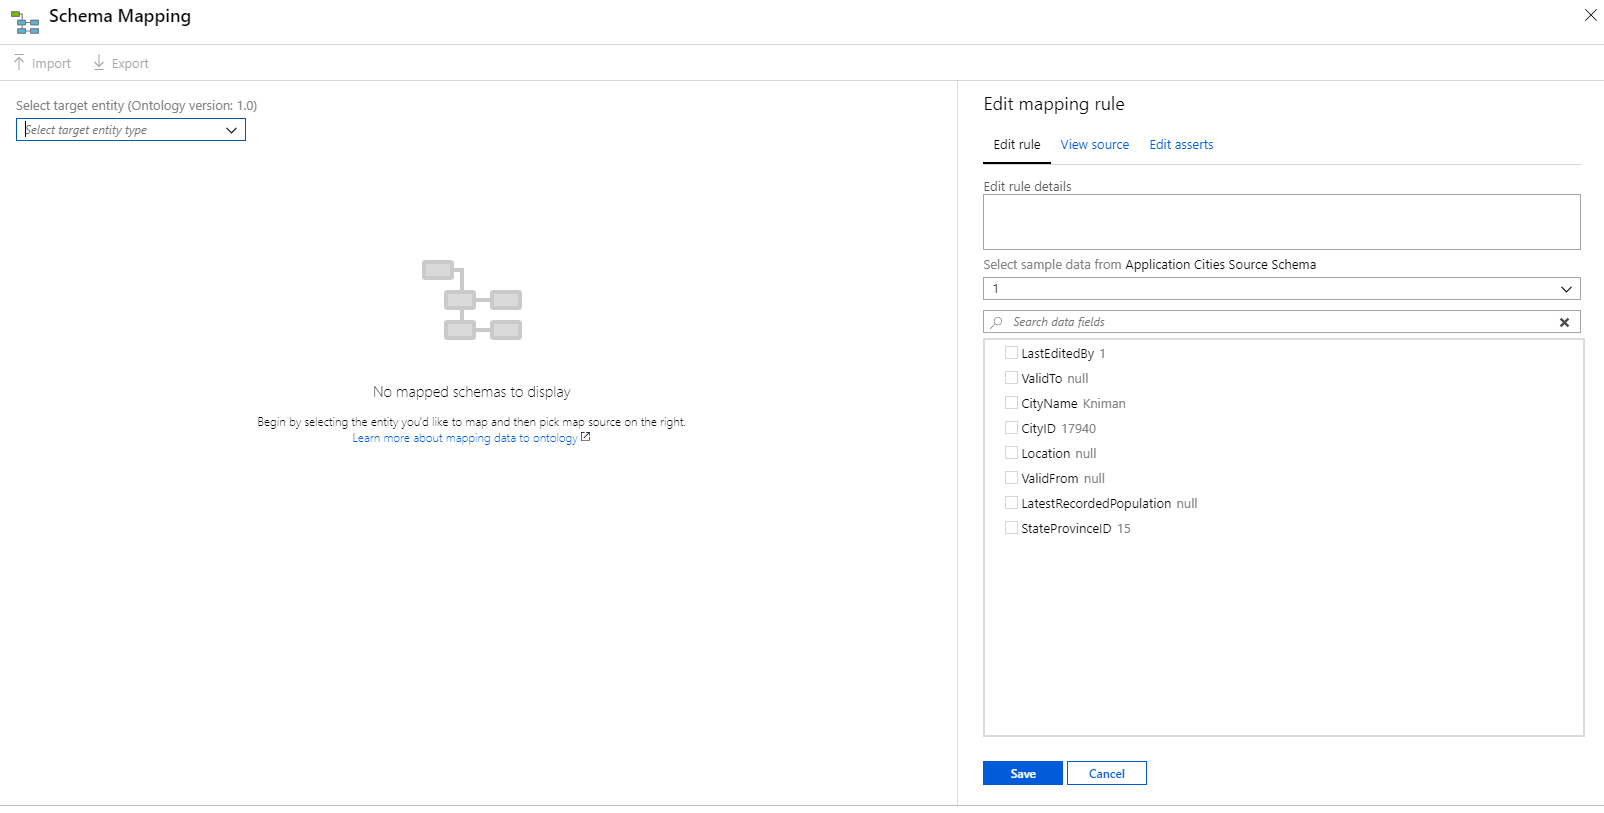 Schema Mapping
Import Export
Select target entity (Ontology version: 1.0)
Select target entity type
No mapped schemas to display
Begin by selecting the entity you'd like to map and then pick map source on the right.
Learn more about mapping data to ontology
Edit mapping rule
Edit rule View source Edit asserts
Edit rule details
Select sample data from Application Cities Source Schema
1
Search data fields
LastEditedBy 1
ValidTo null
CityName Kniman
CityID 17940
Location null
ValidFrom null
LatestRecordedPopulation null
StateProvinceID 15
Save Cancel